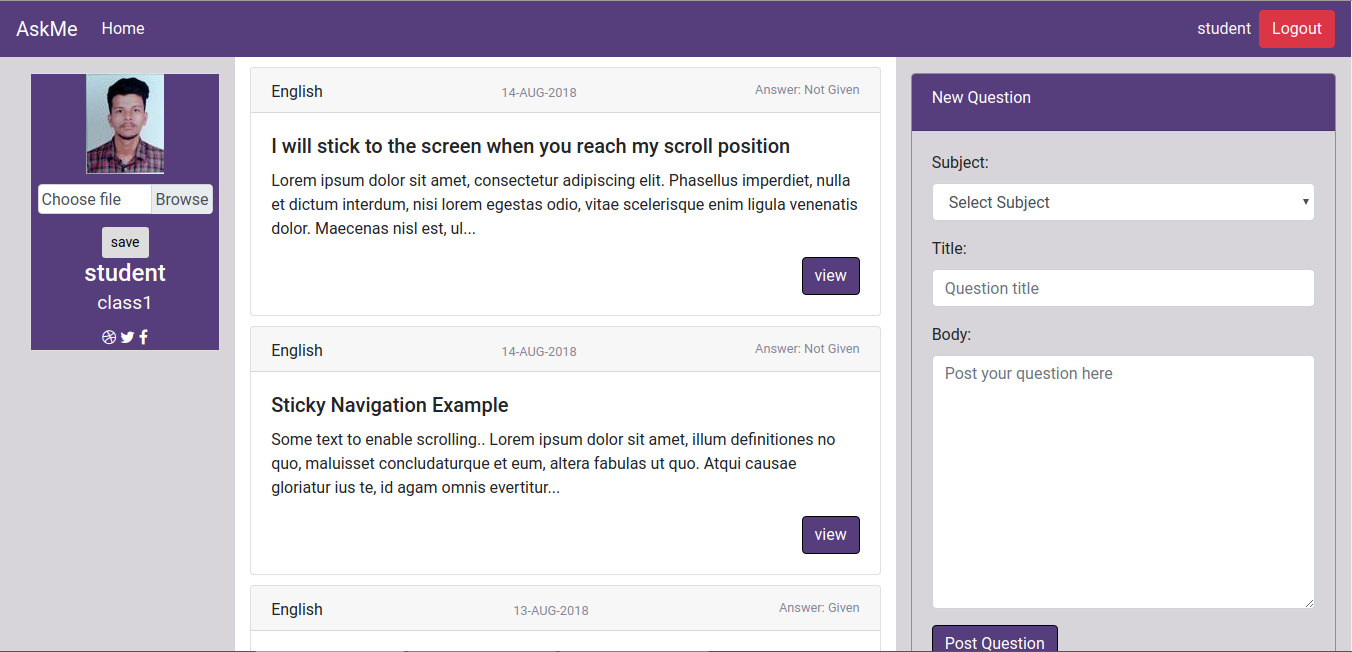 AskMe Home student Logout
Choose file Browse
save
student
class1
English 14-AUG-2018 Answer: Not Given
I will stick to the screen when you reach my scroll position
Lorem ipsum dolor sit amet, consectetur adipiscing elit. Phasellus imperdiet, nulla
et dictum interdum, nisi lorem egestas odio, vitae scelerisque enim ligula venenatis
dolor. Maecenas nisl est, ul...
view
English 14-AUG-2018 Answer: Not Given
Sticky Navigation Example
Some text to enable scrolling.. Lorem ipsum dolor sit amet, illum definitiones no
quo, maluisset concludaturque et eum, altera fabulas ut quo. Atqui causae
gloriatur ius te, id agam omnis evertitur...
view
English 13-AUG-2018 Answer: Given
New Question
Subject:
Select Subject
Title:
Question title
Body:
Post your question here
Post Question